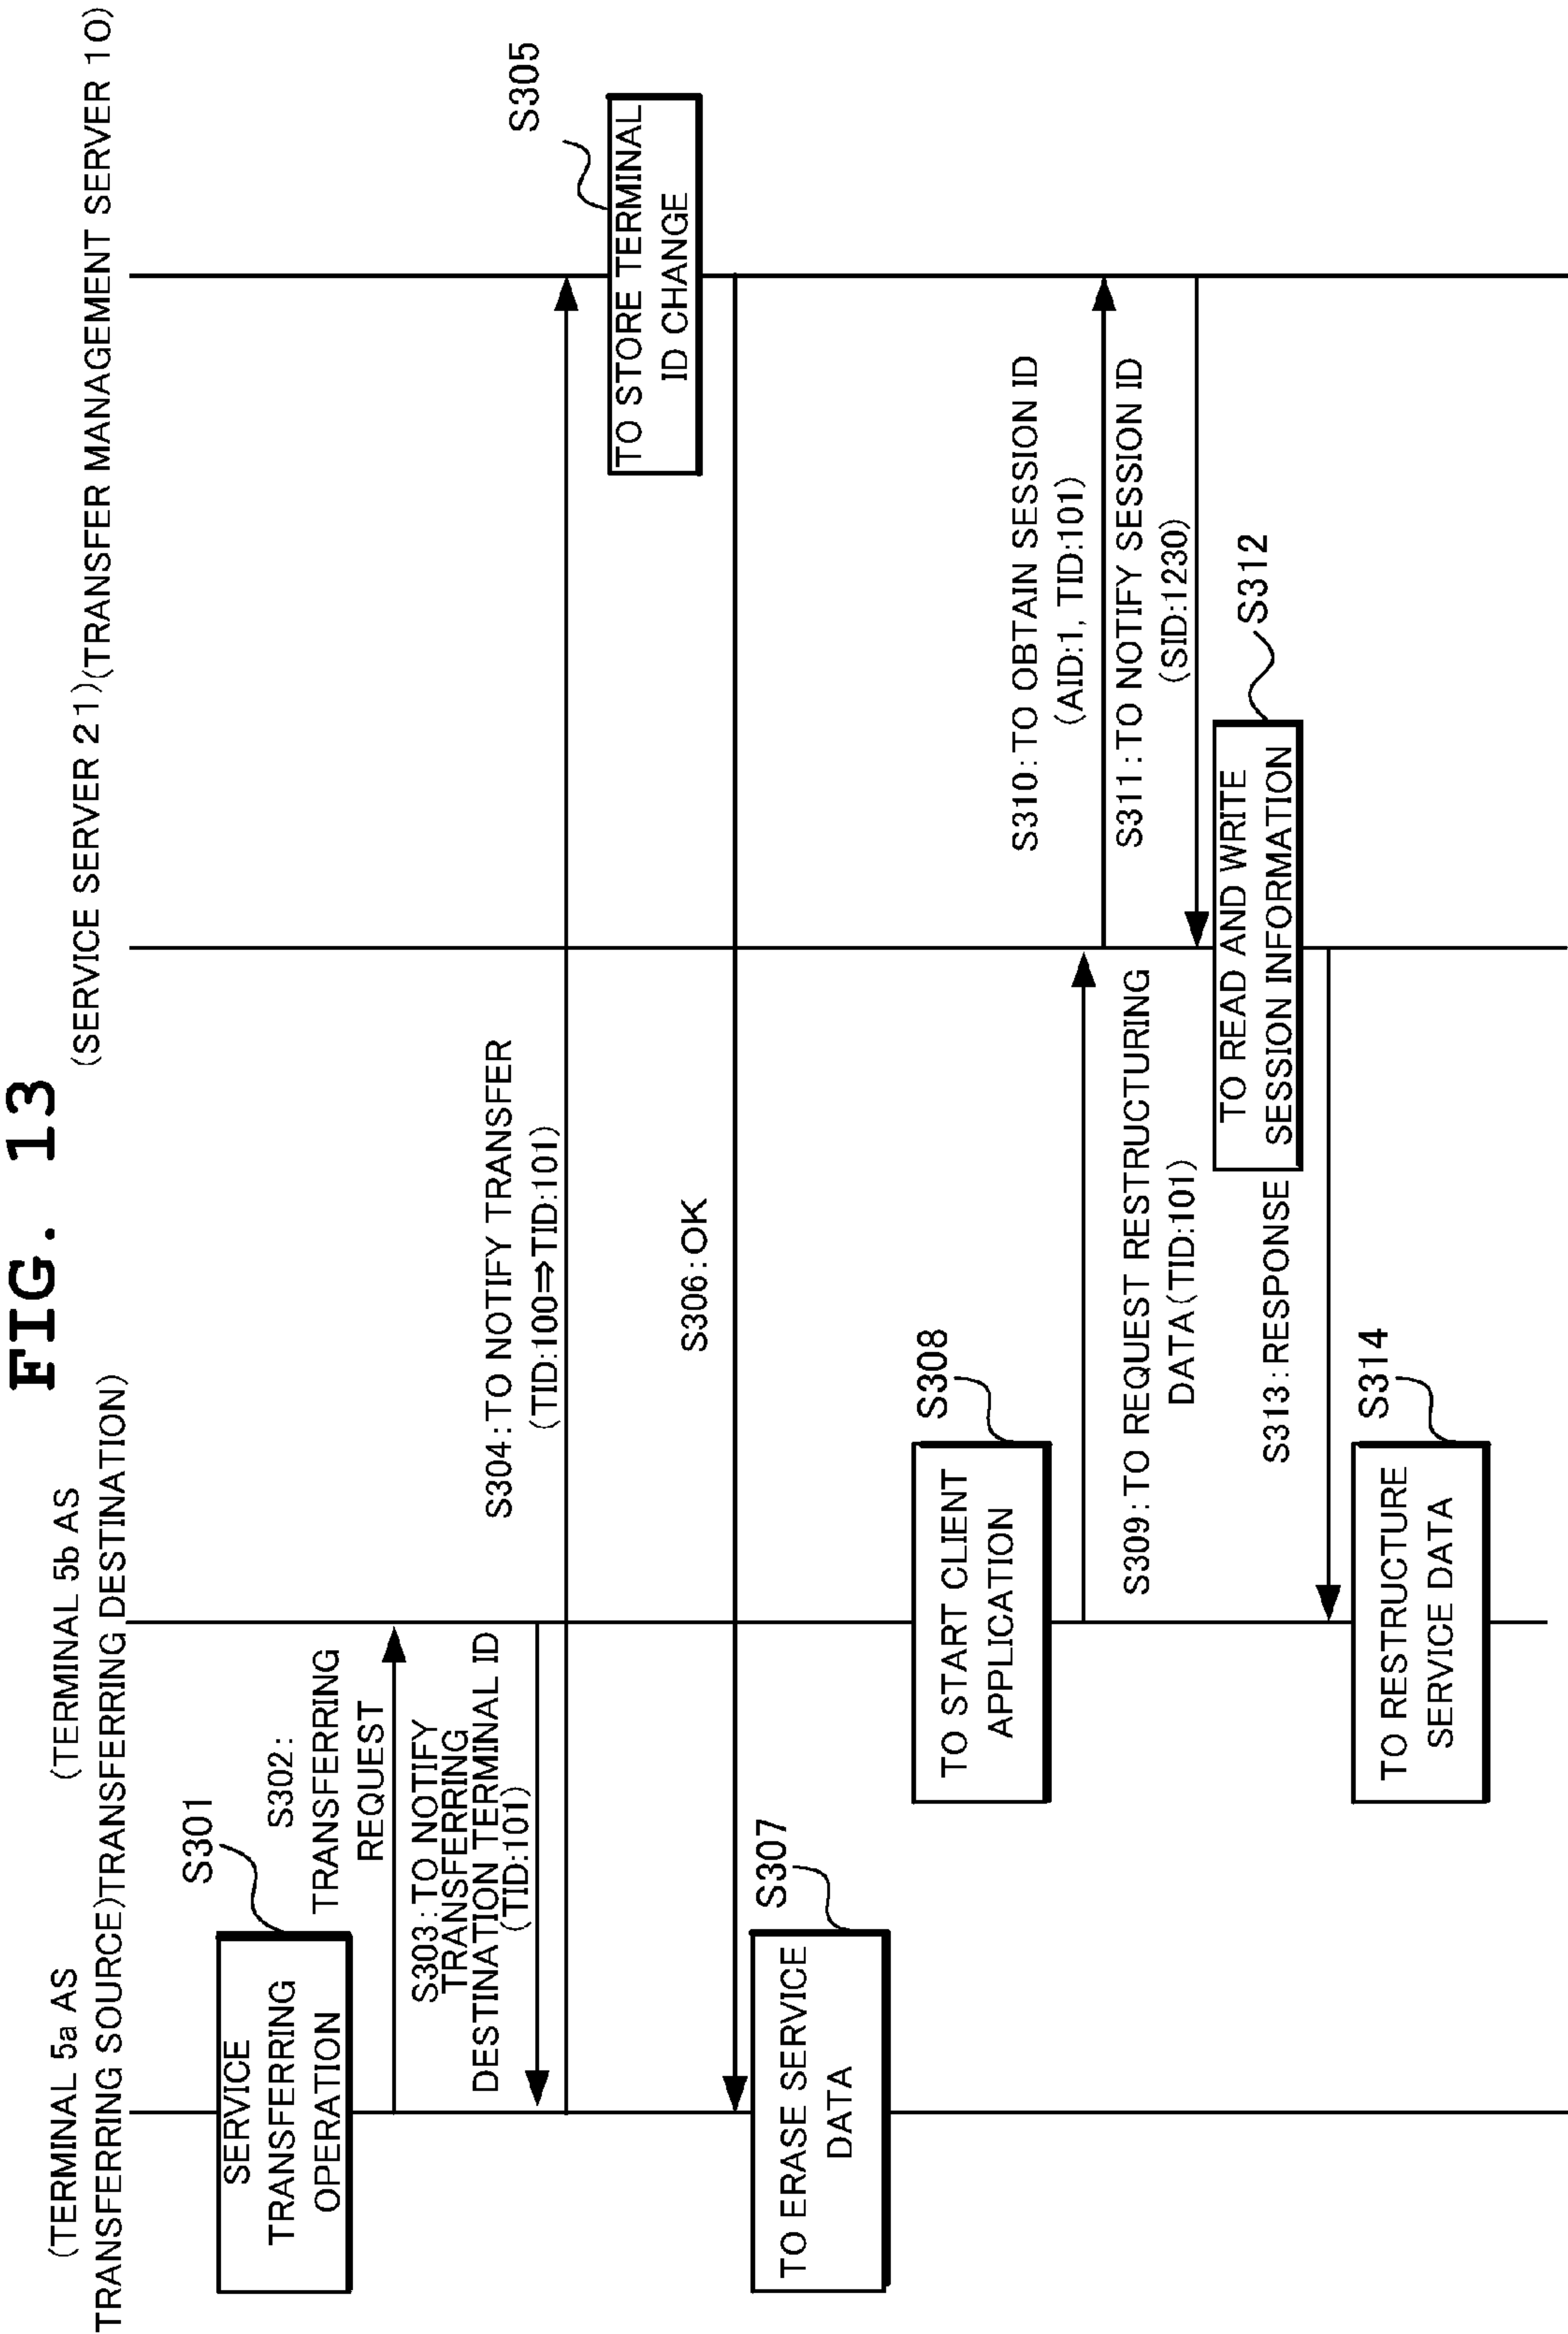 FIG. 13
(TERMINAL 5a AS
TRANSFERRING SOURCE)
(TERMINAL 5b AS
TRANSFERRING DESTINATION)
(SERVICE SERVER 21)
(TRANSFER MANAGEMENT SERVER 10)
S301
SERVICE
TRANSFERRING
OPERATION
S302:
TRANSFERRING
REQUEST
S303: TO NOTIFY
TRANSFERRING
DESTINATION TERMINAL ID
(TID:101)
S304: TO NOTIFY TRANSFER
(TID:100⇒TID:101)
S305
TO STORE TERMINAL
ID CHANGE
S306: OK
S307
TO ERASE SERVICE
DATA
S308
TO START CLIENT
APPLICATION
S309: TO REQUEST RESTRUCTURING
DATA(TID:101)
S310: TO OBTAIN SESSION ID
(AID:1, TID:101)
S311: TO NOTIFY SESSION ID
(SID:1230)
S312
TO READ AND WRITE
SESSION INFORMATION
S313: RESPONSE
S314
TO RESTRUCTURE
SERVICE DATA